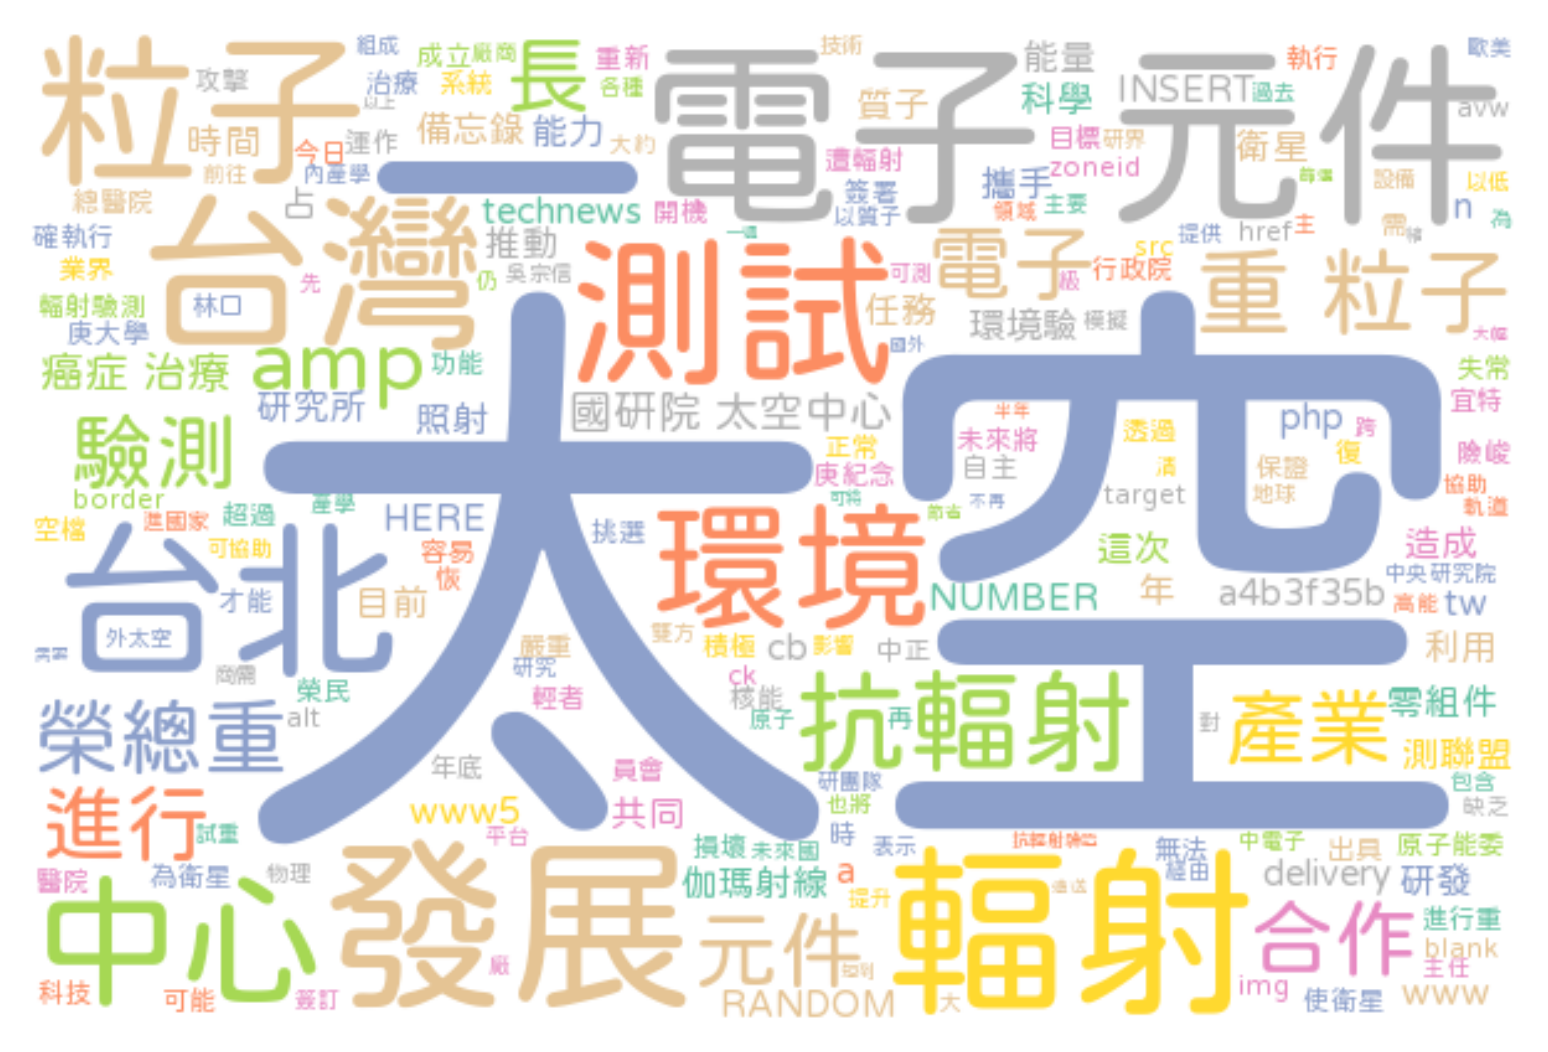 粒子
攻擊
組成
治療
以上
成立
廠商
系統
長
重新
各種
電子元件
技術
質子
能量
科學
INSERT
過去
執行
歐美
avw
時間
今日
運作
備忘錄
能力
大約
遭輻射
目標
研界
zoneid
衛星
設備
以低
總醫院
前往
內產學
占
一
technews
開機
簽署
以質子
攜手
領域
主要
n
需
為
確執行
業界
台灣
推動
吳宗信
仍
先
測試
可測
電子
級
src
行政院
提供
href
主
重粒子
輻射驗測
林口
庚大學
任務
國外
環境驗
模擬
大幅
癌症 治療
amp
功能
失常
研究所
照射
國研院 太空中心
半年
php
跨
宜特
驗測
太空
正常
庚紀念
未來將
自主
透過
復
險峻
border
保證
地球
target
協助
軌道
空檔
進國家
超過
產學
HERE
挑選
環境
節省
不再
可協助
容易
恢
這次
造成
台北
才能
目前
NUMBER
年
a4b3f35b
中央研究院
高能
tw
外太空
嚴重
研究
雙方
積極
cb
影響
中正
利用
商需
榮民
alt
輕者
ck
核能
原子
抗輻射
再
對
產業
零組件
榮總重
年底
員會
研團隊
測聯盟
包含
缺乏
進行
試重
www5
平台
共同
也將
時
表示
無法
經由
中電子
出具
原子能委
醫院
為衛星
物理
發展
損壞
未來國
伽瑪射線
a
提升
輻射
delivery
研發
中心
元件
合作
進行重
blank
主任
科技
可能
簽訂
廠
RANDOM
大
img
使衛星
www